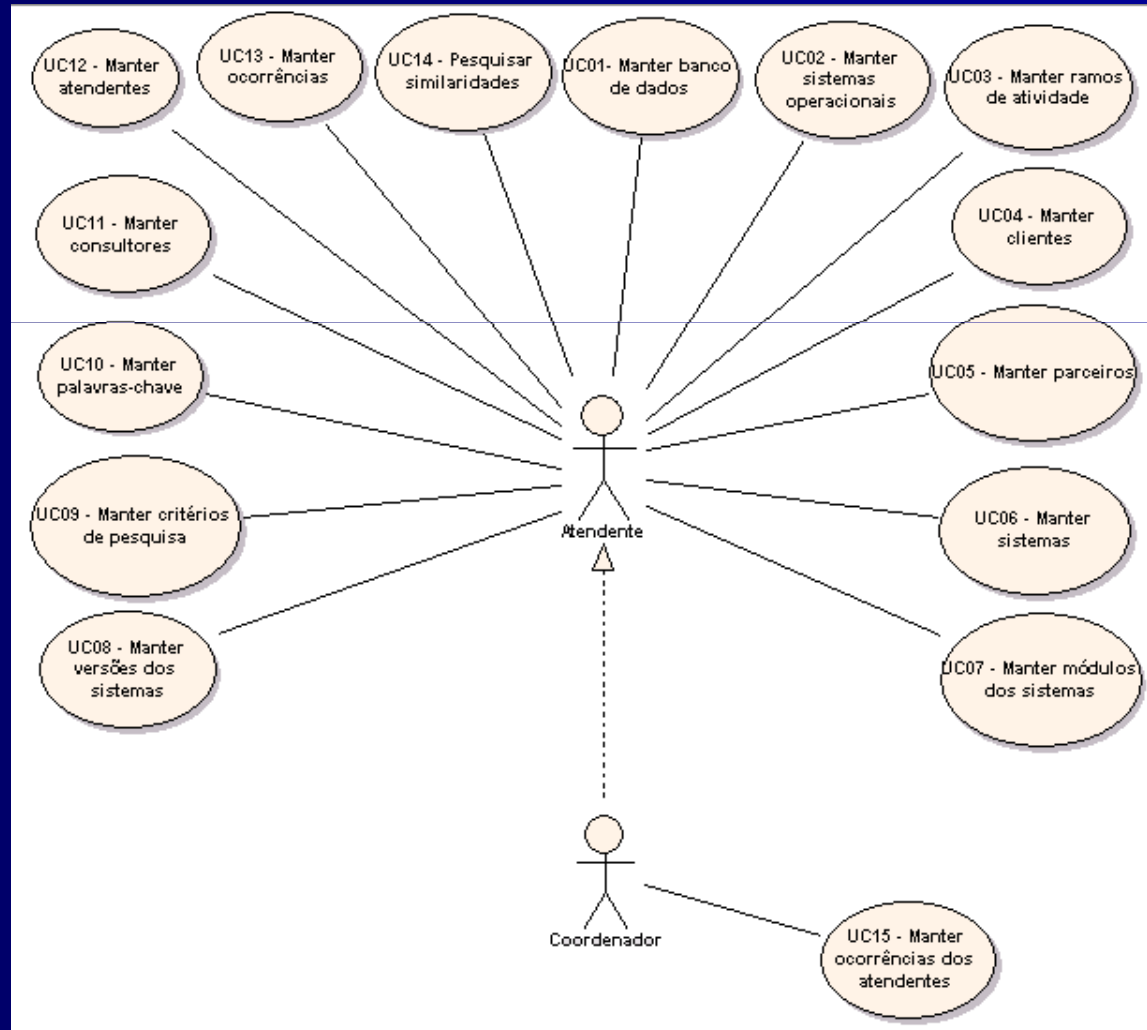 UC12 - Manter
atendentes
UC13 - Manter
ocorrências
UC14 - Pesquisar
similaridades
UC01- Manter banco
de dados
UC02 - Manter
sistemas
operacionais
UC03 - Manter ramos
de atividade
UC11 - Manter
consultores
UC04 - Manter
clientes
UC10 - Manter
palavras-chave
UC05 - Manter parceiros
UC09 - Manter critérios
de pesquisa
Atendente
UC06 - Manter
sistemas
UC08 - Manter
versões dos
sistemas
UC07 - Manter módulos
dos sistemas
Coordenador
UC15 - Manter
ocorrências dos
atendentes